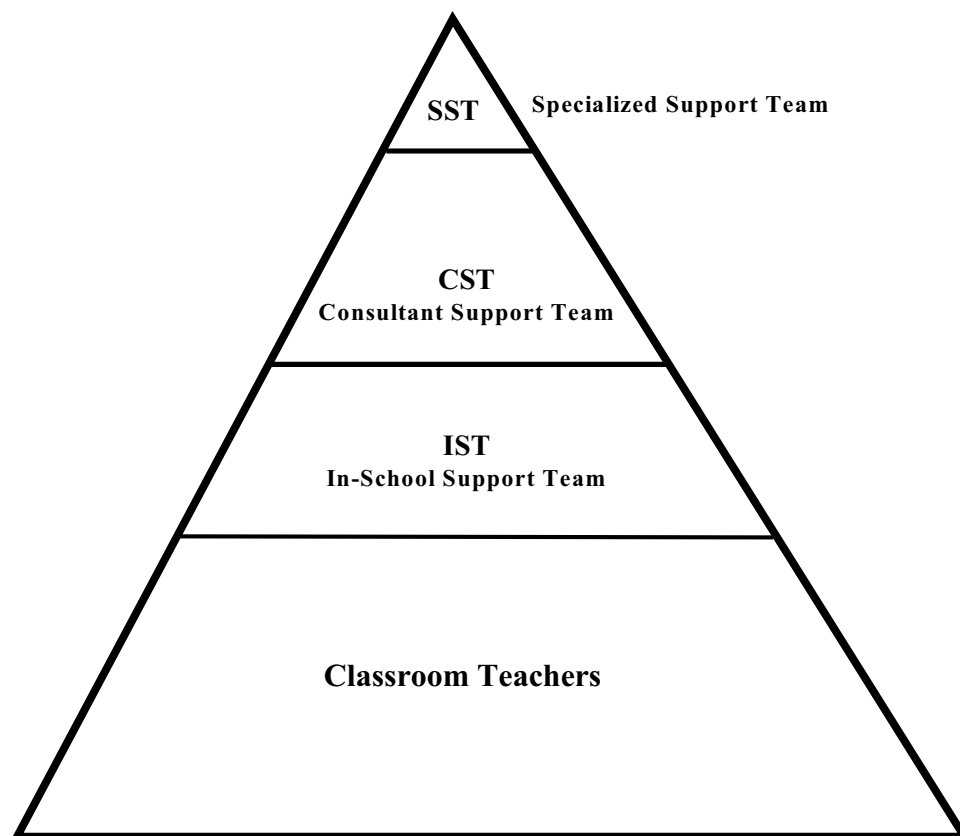 SST
Specialized Support Team
CST
Consultant Support Team
IST
In-School Support Team
Classroom Teachers